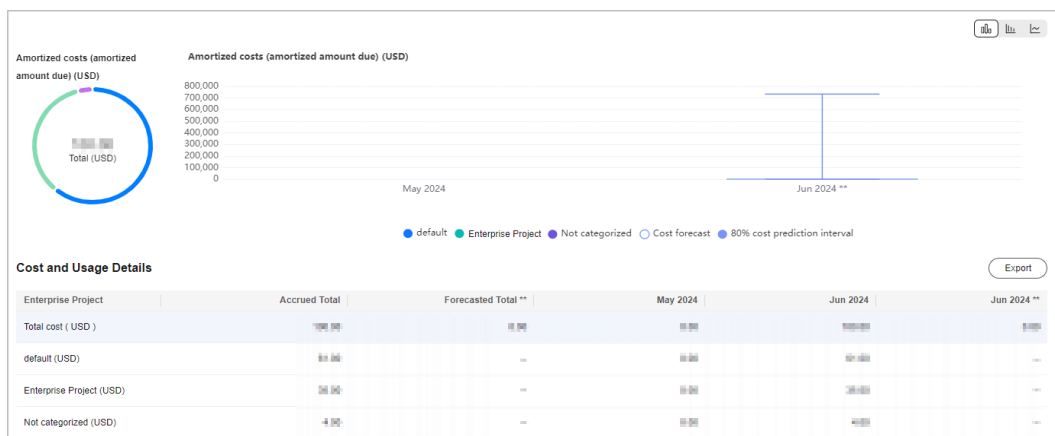 Amortized costs (amortized
amount due) (USD)
Total (USD)
Amortized costs (amortized amount due) (USD)
800,000
700,000
600,000
500,000
400,000
300,000
200,000
100,000
0
May 2024
Jun 2024 **
default
Enterprise Project
Not categorized
Cost forecast
80% cost prediction interval
Cost and Usage Details
Export
Enterprise Project Accrued Total Forecasted Total ** May 2024 Jun 2024 Jun 2024 **
Total cost ( USD )
default (USD) -- --
Enterprise Project (USD) -- --
Not categorized (USD) -- --